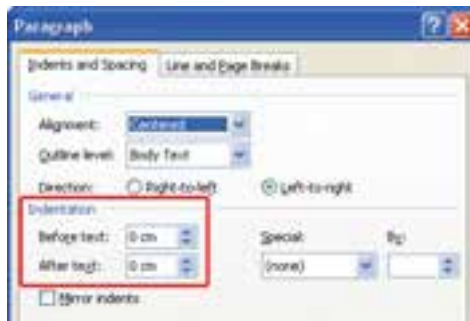 Paragraph
Indents and Spacing Line and Page Breaks
General
Alignment: Centered
Outline level: Body Text
Direction: Right-to-left Left-to-right
Indentation
Before text: 0 cm Special: By:
After text: 0 cm (none)
Mirror indents